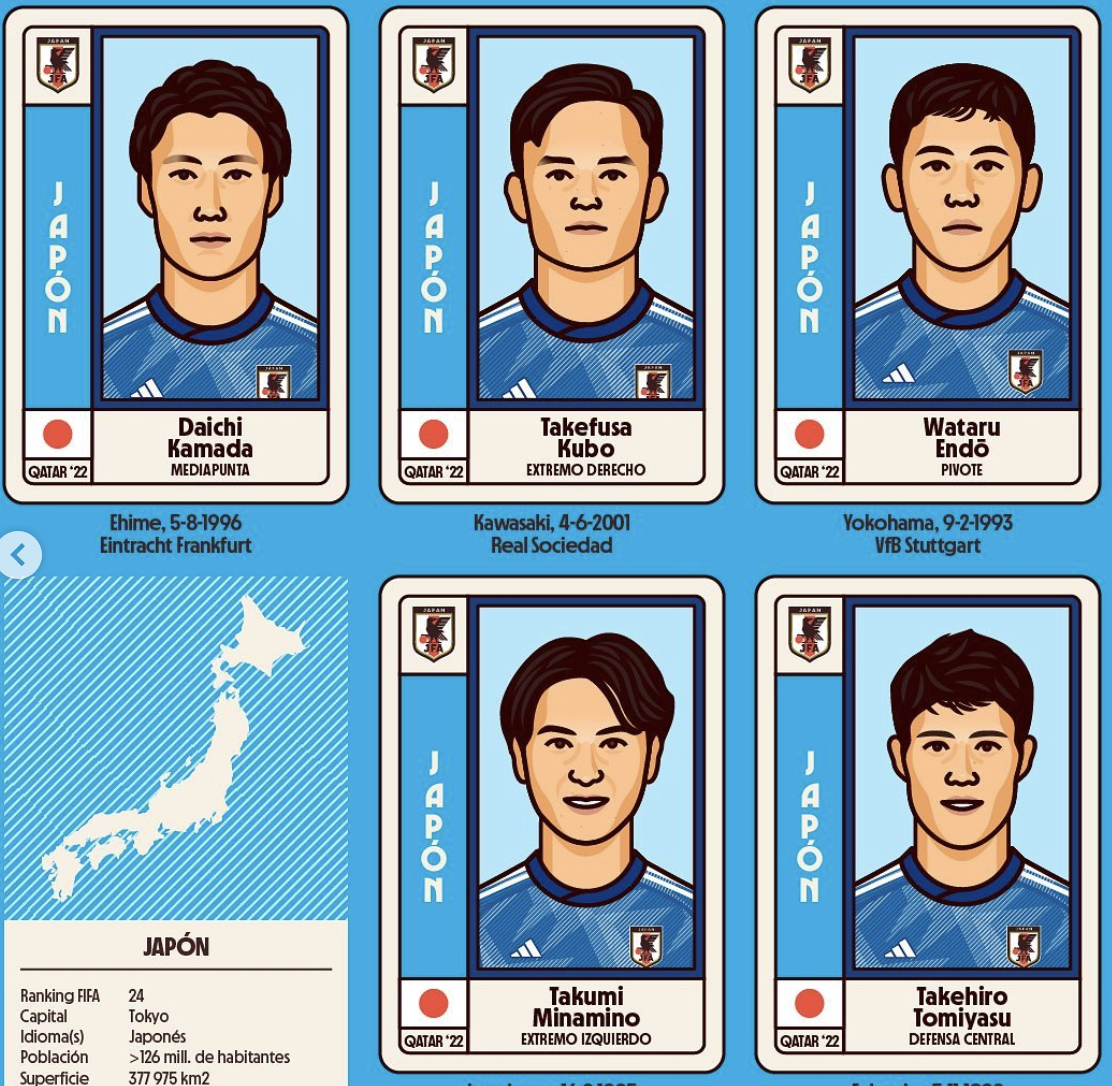 JAPAN
JFA
JAPÓN
QATAR '22
Daichi
Kamada
MEDIAPUNTA
Ehime, 5-8-1996
Eintracht Frankfurt
JAPAN
JFA
JAPÓN
QATAR '22
Takefusa
Kubo
EXTREMO DERECHO
Kawasaki, 4-6-2001
Real Sociedad
JAPAN
JFA
JAPÓN
QATAR '22
Wataru
Endō
PIVOTE
Yokohama, 9-2-1993
VfB Stuttgart
JAPÓN
Ranking FIFA 24
Capital Tokyo
Idioma(s) Japonés
Población >126 mill. de habitantes
Superficie 377 975 km2
JAPAN
JFA
JAPÓN
QATAR '22
Takumi
Minamino
EXTREMO IZQUIERDO
JAPAN
JFA
JAPÓN
QATAR '22
Takehiro
Tomiyasu
DEFENSA CENTRAL